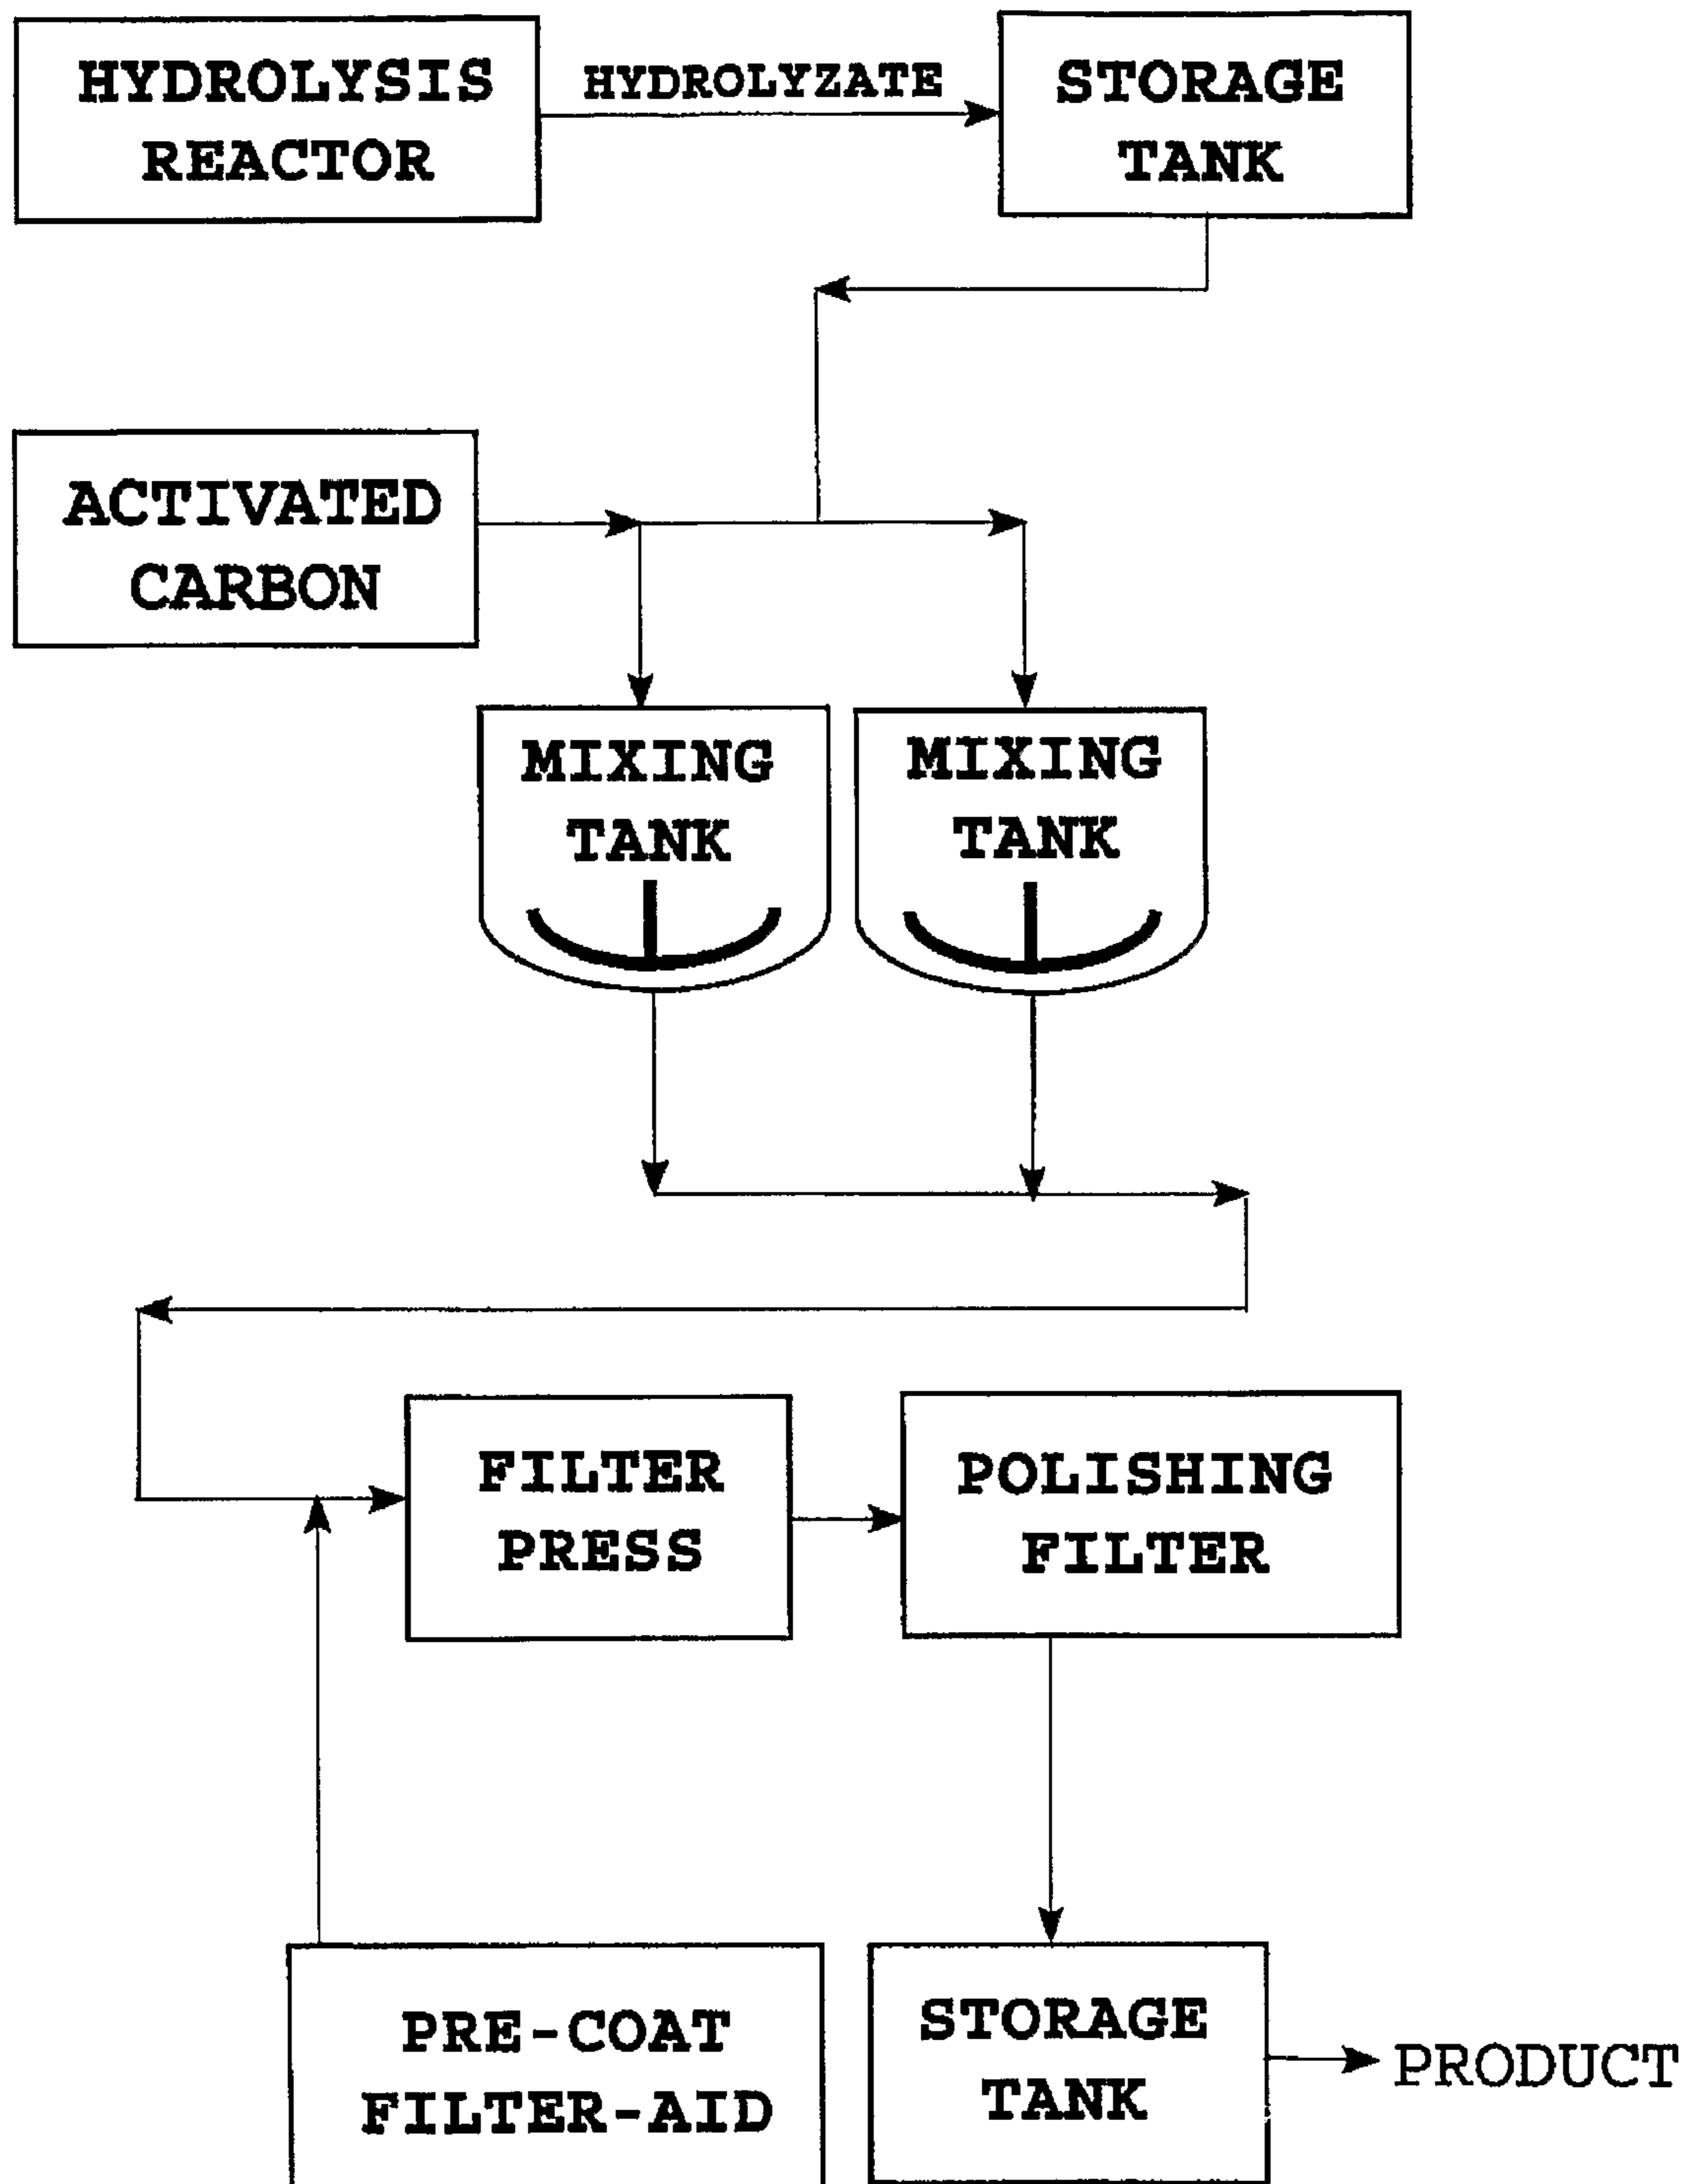 HYDROLYSIS
REACTOR
HYDROLYZATE
STORAGE
TANK
ACTIVATED
CARBON
MIXING
TANK
MIXING
TANK
FILTER
PRESS
POLISHING
FILTER
PRE-COAT
FILTER-AID
STORAGE
TANK
PRODUCT